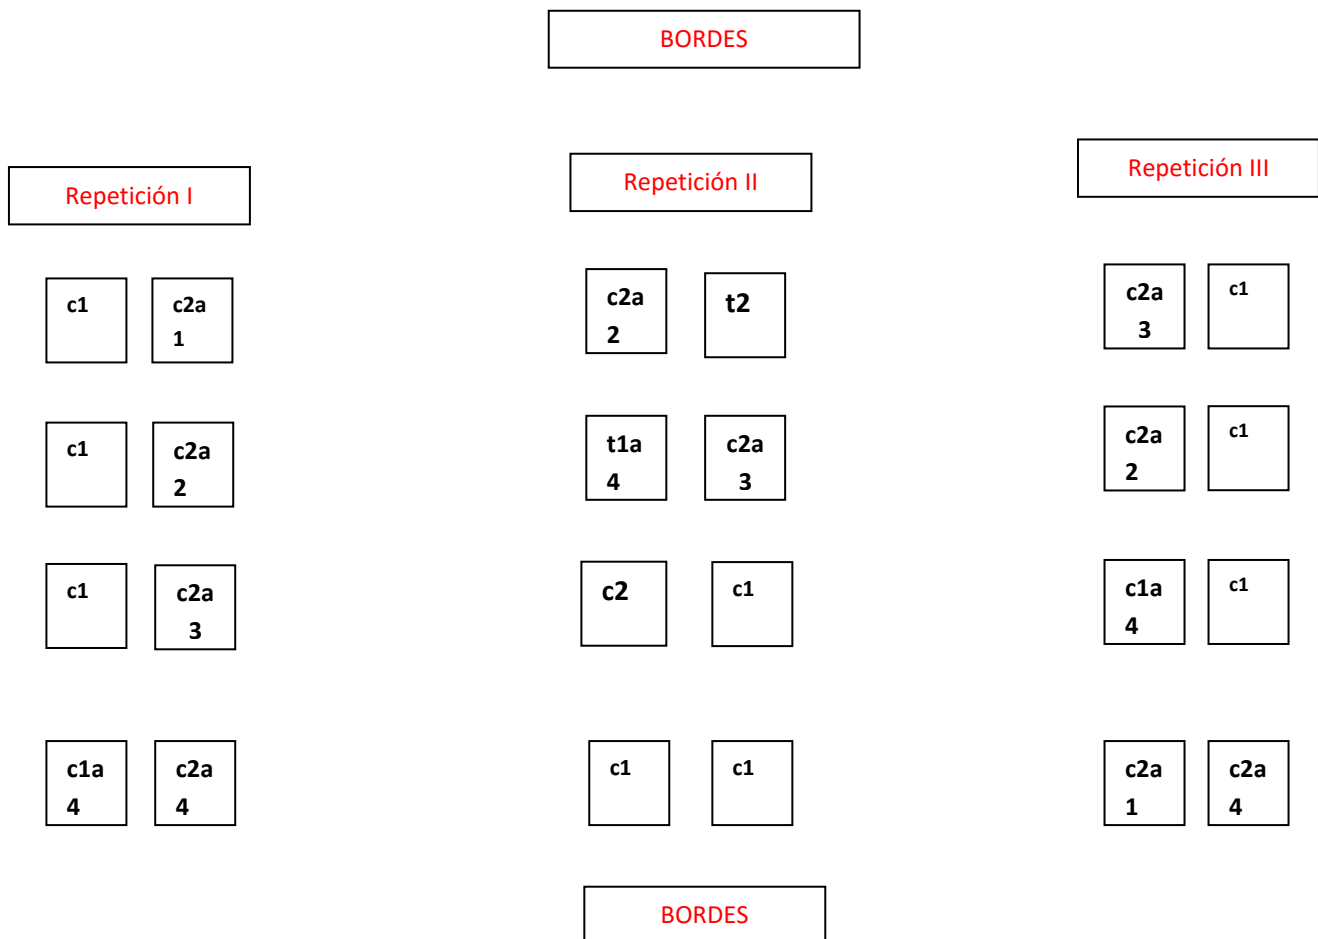 BORDES
Repetición I
Repetición II
Repetición III
c1
c2a
1
c2a
2
t2
c2a
3
c1
c1
c2a
2
t1a
4
c2a
3
c2a
2
c1
c1
c2a
3
c2
c1
c1a
4
c1
c1a
4
c2a
4
c1
c1
c2a
1
c2a
4
BORDES